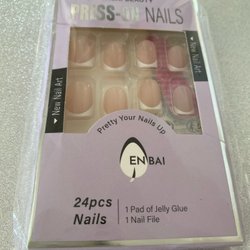 BEAUTY
PRESS-ON NAILS
New Nail Art
New Nail Art
Pretty Your Nails Up
ENBAI
24pcs
Nails
1 Pad of Jelly Glue
1 Nail File